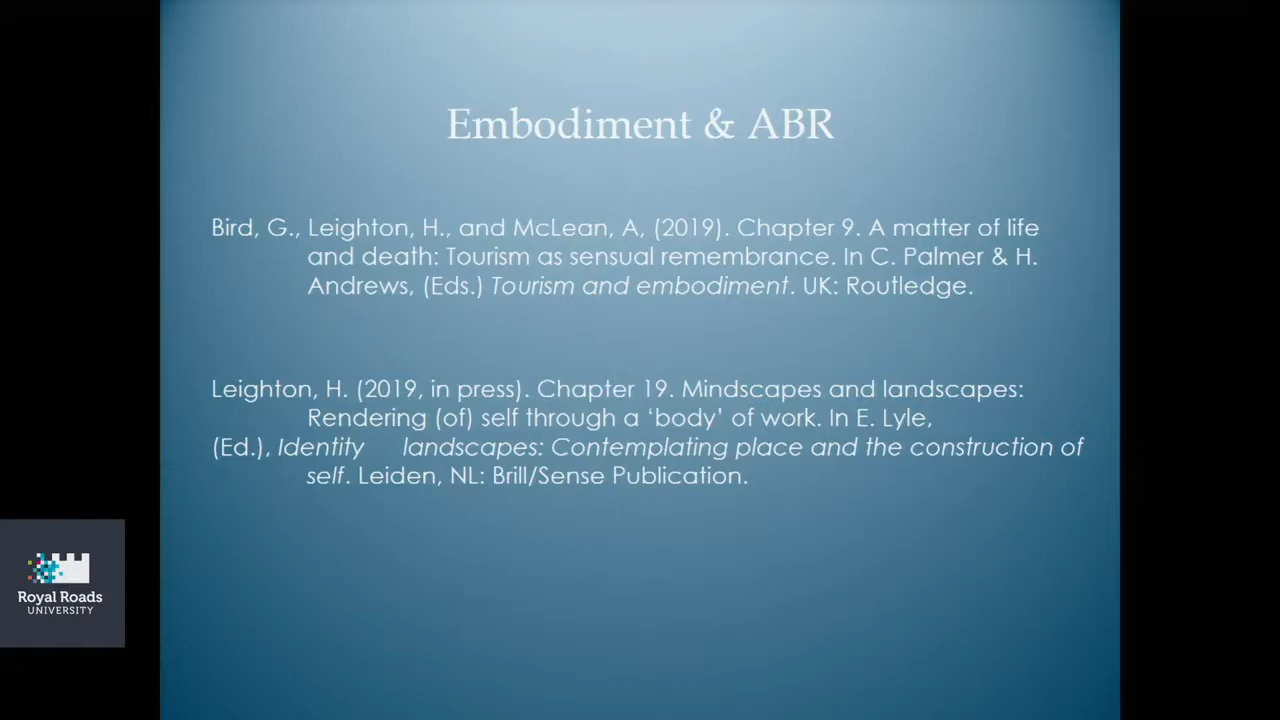 Embodiment & ABR
Bird, G., Leighton, H., and McLean, A, (2019). Chapter 9. A matter of life
and death: Tourism as sensual remembrance. In C. Palmer & H.
Andrews, (Eds.) Tourism and embodiment. UK: Routledge.
Leighton, H. (2019, in press). Chapter 19. Mindscapes and landscapes:
Rendering (of) self through a ‘body’ of work. In E. Lyle,
(Ed.), Identity landscapes: Contemplating place and the construction of
self. Leiden, NL: Brill/Sense Publication.
Royal Roads
UNIVERSITY